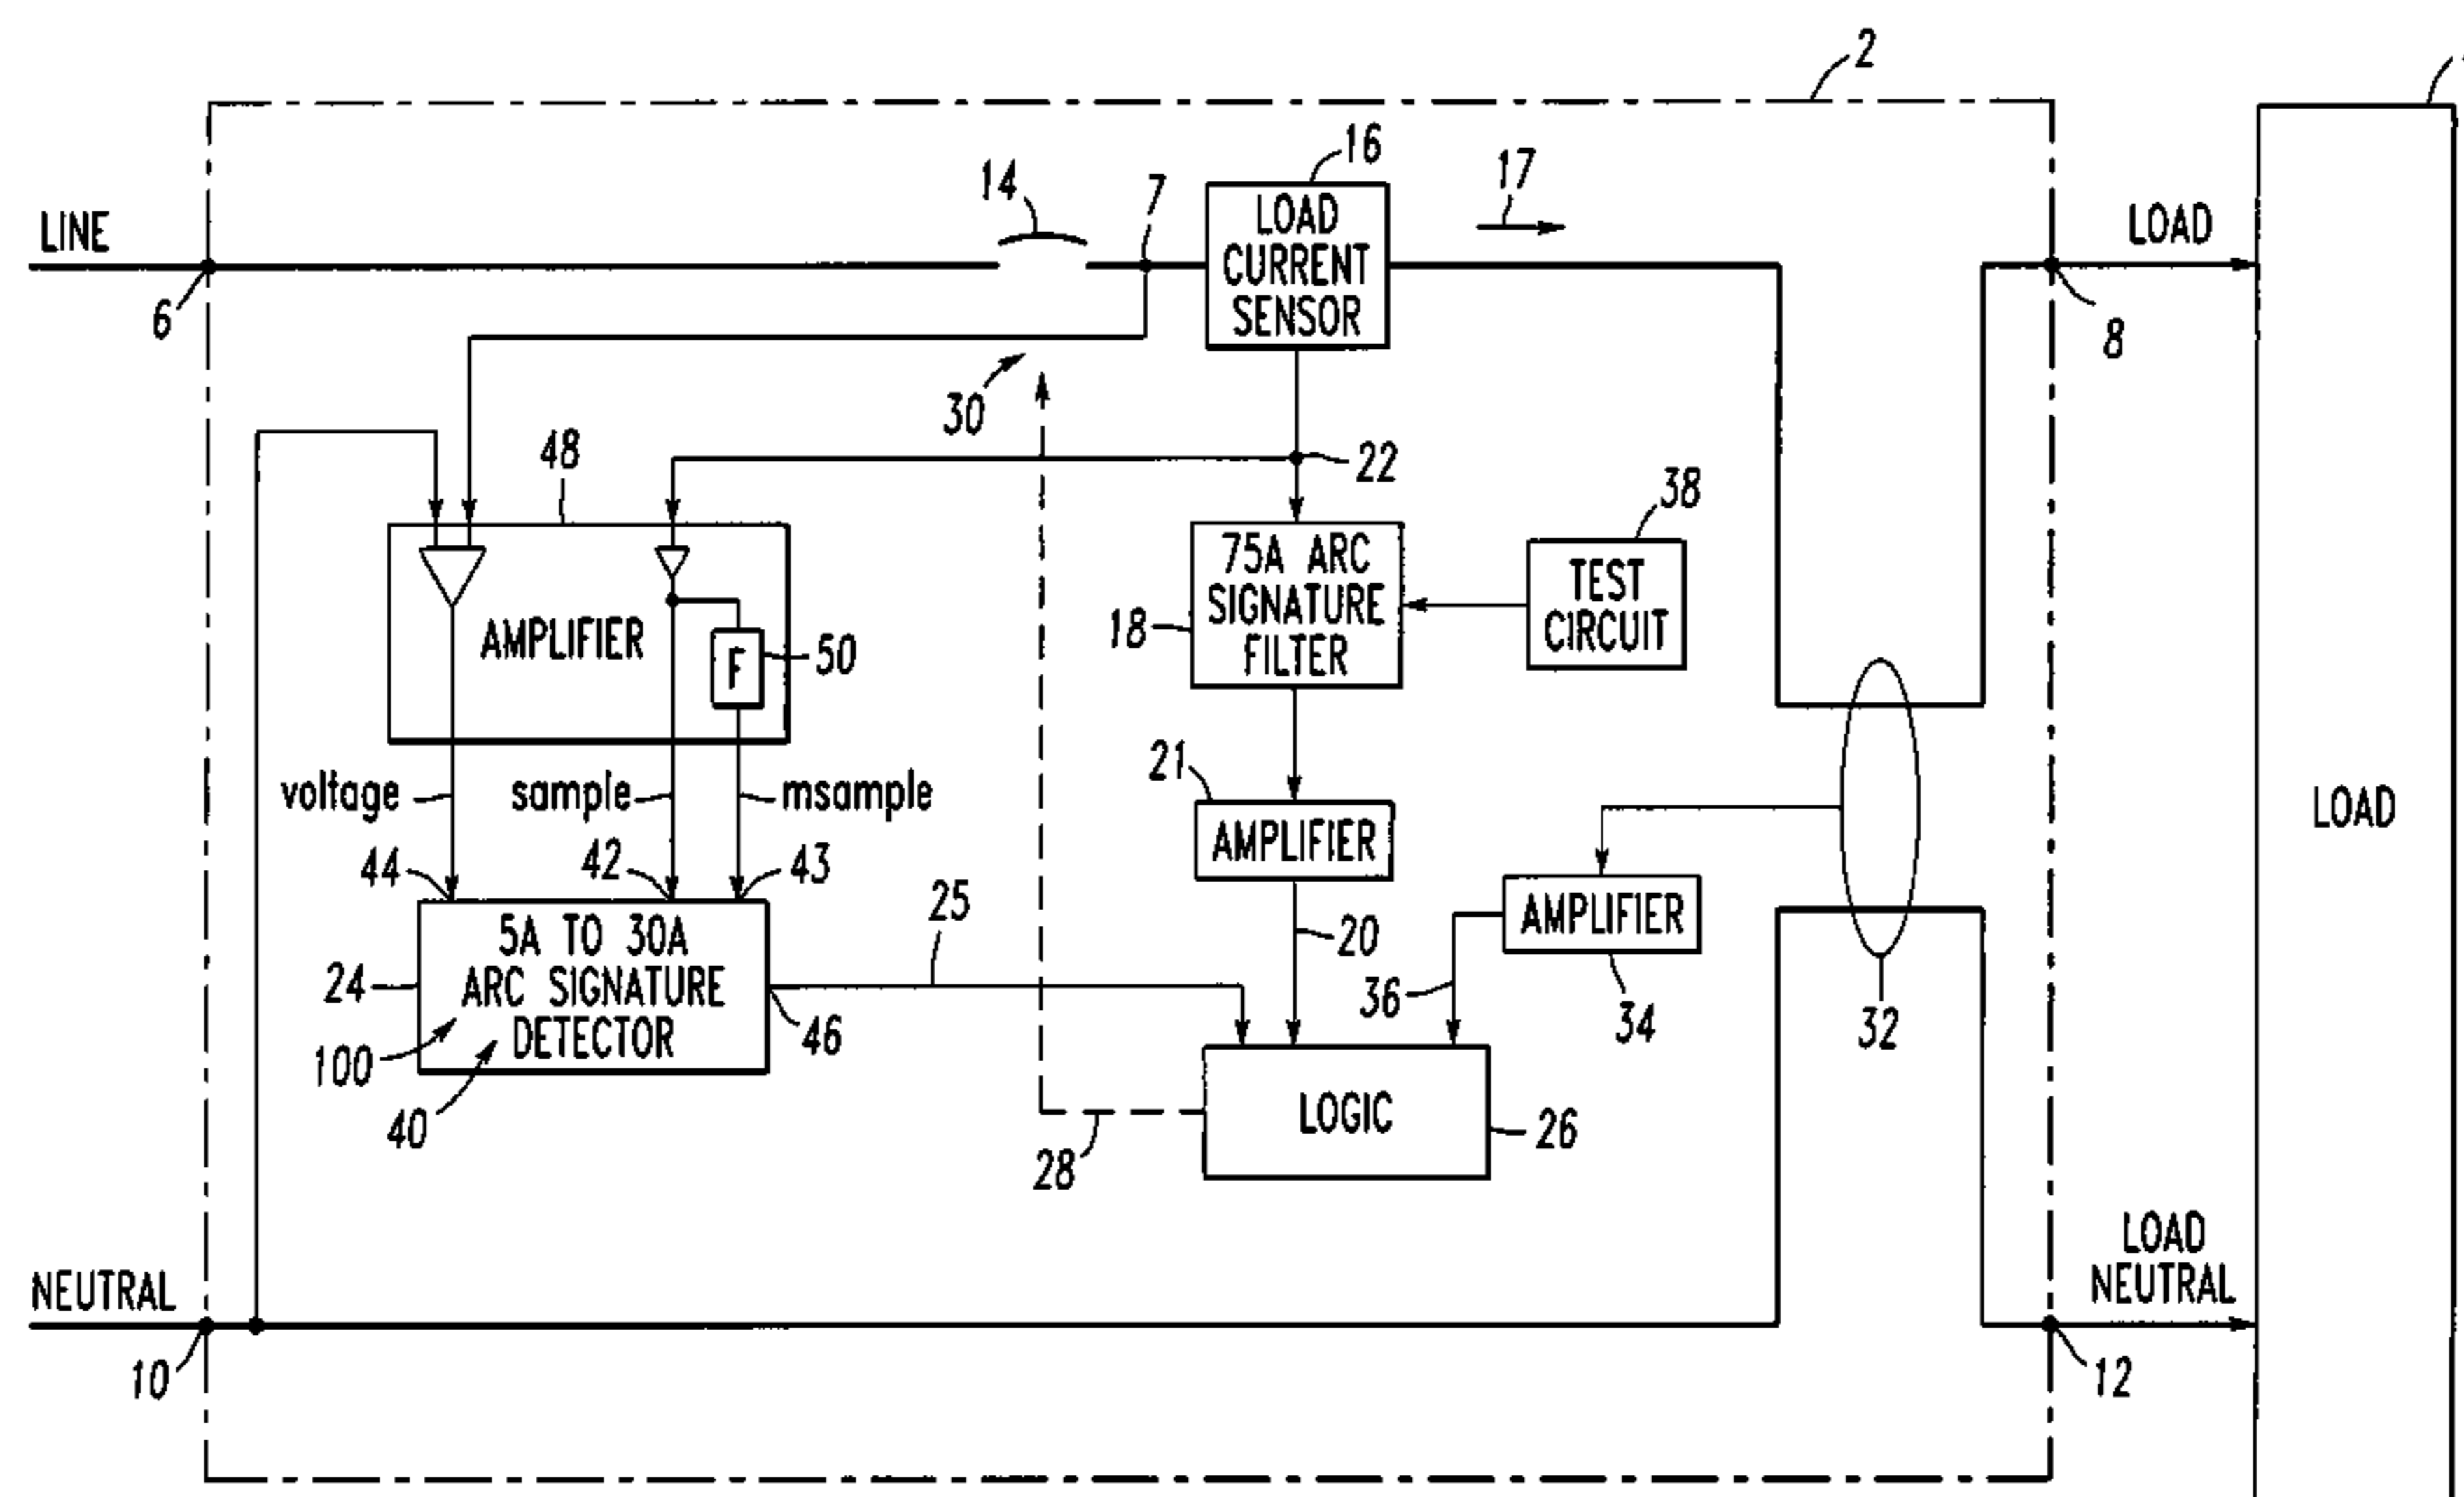 2
16
14
7
17
LINE
LOAD
CURRENT
SENSOR
LOAD
6
8
30
48
22
38
75A ARC
SIGNATURE
FILTER
18
TEST
CIRCUIT
AMPLIFIER
F
50
21
voltage
sample
msample
LOAD
AMPLIFIER
44
42
43
25
AMPLIFIER
20
5A TO 30A
ARC SIGNATURE
DETECTOR
24
36
34
32
46
100
40
LOGIC
26
28
LOAD
NEUTRAL
NEUTRAL
10
12